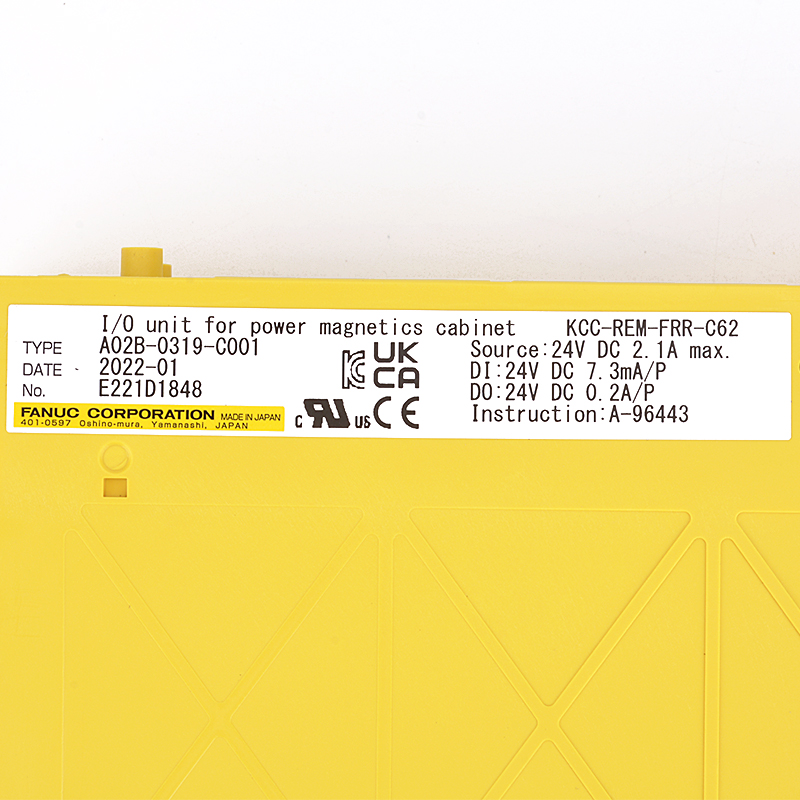 I/O unit for power magnetics cabinet KCC-REM-FRR-C62
TYPE A02B-0319-C001
DATE 2022-01
No. E221D1848
Source:24V DC 2.1A max.
DI:24V DC 7.3mA/P
DO:24V DC 0.2A/P
Instruction:A-96443
UK
CA
FANUC CORPORATION MADE IN JAPAN
401-0597 Oshino-mura, Yamanashi, JAPAN
c RU us CE